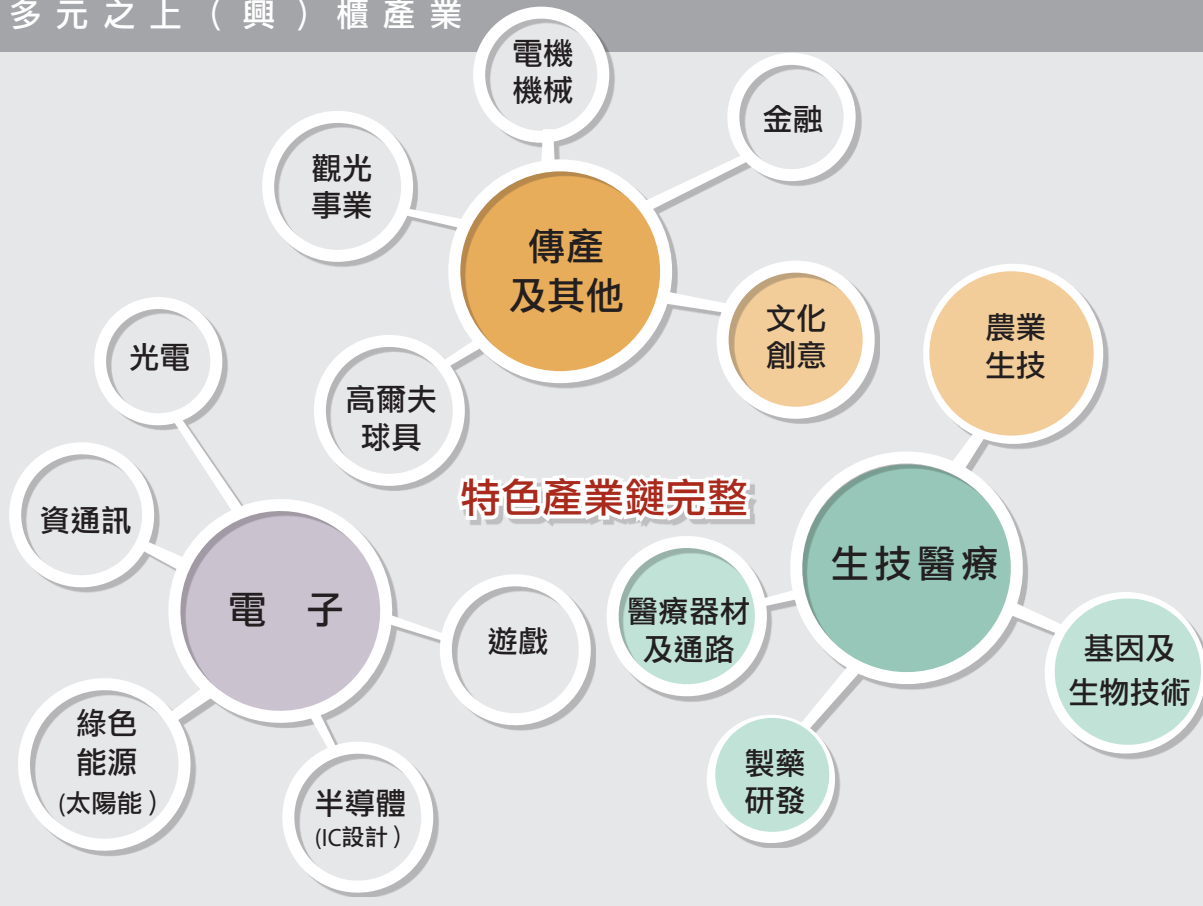 多元之上（興）櫃產業
電機
機械
金融
觀光
事業
傳產
及其他
文化
創意
農業
生技
光電
高爾夫
球具
特色產業鏈完整
資通訊
生技醫療
電 子
遊戲
醫療器材
及通路
基因及
生物技術
綠色
能源
(太陽能）
半導體
(IC設計）
製藥
研發